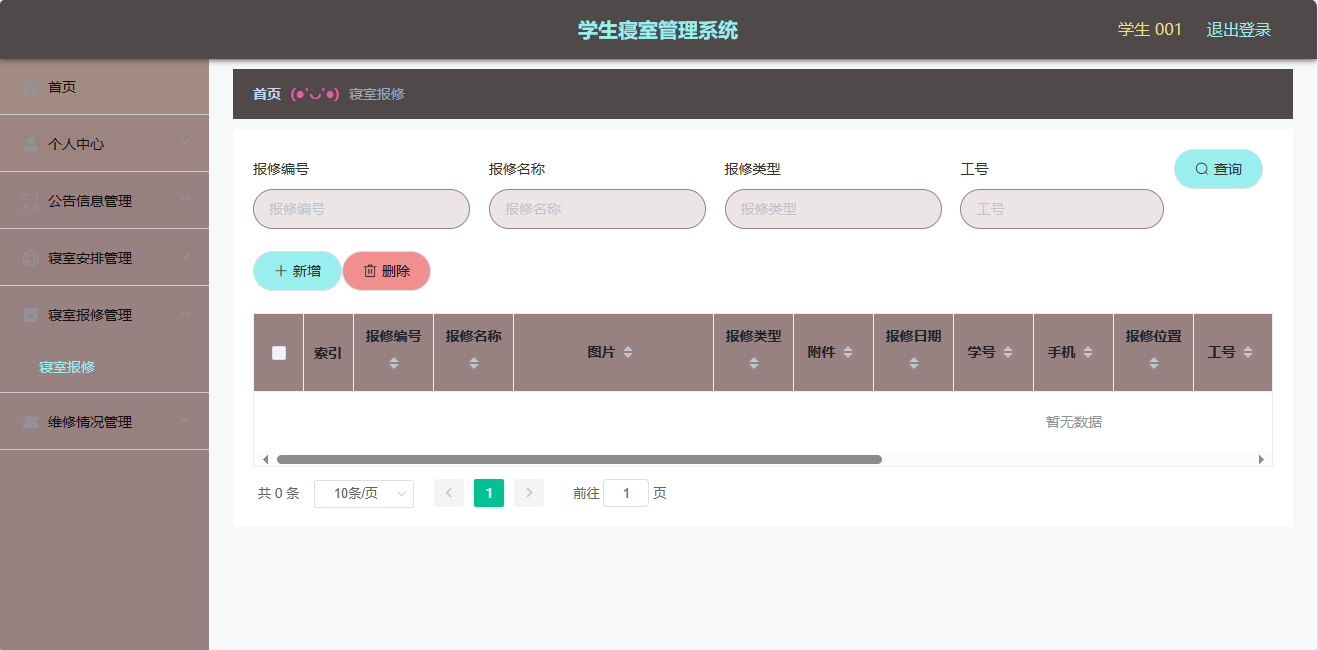 学生寝室管理系统
学生 001 退出登录
首页
个人中心
公告信息管理
寝室安排管理
寝室报修管理
寝室报修
维修情况管理
首页 (●'◡'●) 寝室报修
报修编号 报修名称 报修类型 工号
报修编号 报修名称 报修类型 工号 查询
新增 删除
索引 报修编号 报修名称 图片 报修类型 附件 报修日期 学号 手机 报修位置 工号
暂无数据
共 0 条 10条/页 1 前往 1 页